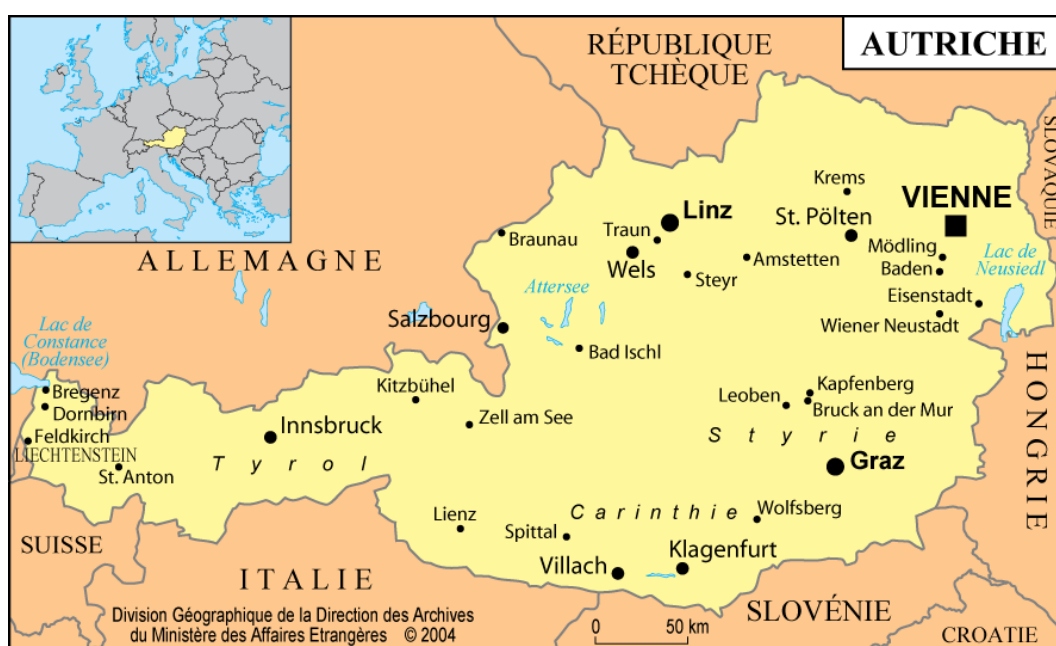 AUTRICHE
RÉPUBLIQUE
TCHÈQUE
SLOVAQUIE
Krems
VIENNE
Linz
St. Pölten
Traun
Braunau
Mödling
ALLEMAGNE
Wels
Amstetten
Lac de
Neusiedl
Baden
Steyr
Attersee
Eisenstadt
Salzbourg
Wiener Neustadt
Lac de
Constance
(Bodensee)
Bad Ischl
HONGRIE
Kitzbühel
Kapfenberg
Bregenz
Leoben
Dornbirn
Bruck an der Mur
Zell am See
Innsbruck
Feldkirch
Styrie
LIECHTENSTEIN
Tyrol
Graz
St. Anton
Carinthie
Wolfsberg
Lienz
Spittal
SUISSE
Klagenfurt
Villach
ITALIE
SLOVÉNIE
Division Géographique de la Direction des Archives
du Ministère des Affaires Etrangères © 2004
0 50 km
CROATIE